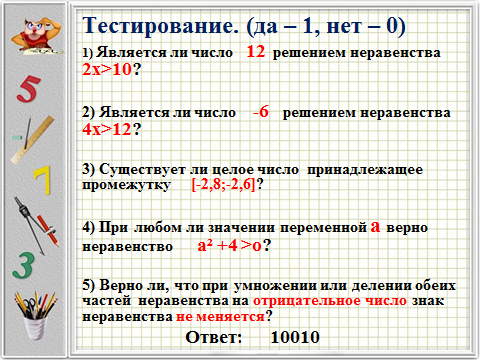 Тестирование. (да – 1, нет – 0)
1) Является ли число 12 решением неравенства
2х>10?
2) Является ли число -6 решением неравенства
4х>12?
3) Существует ли целое число принадлежащее
промежутку [-2,8;-2,6]?
4) При любом ли значении переменной а верно
неравенство а² +4 >о?
5) Верно ли, что при умножении или делении обеих
частей неравенства на отрицательное число знак
неравенства не меняется?
Ответ: 10010
5
7
3